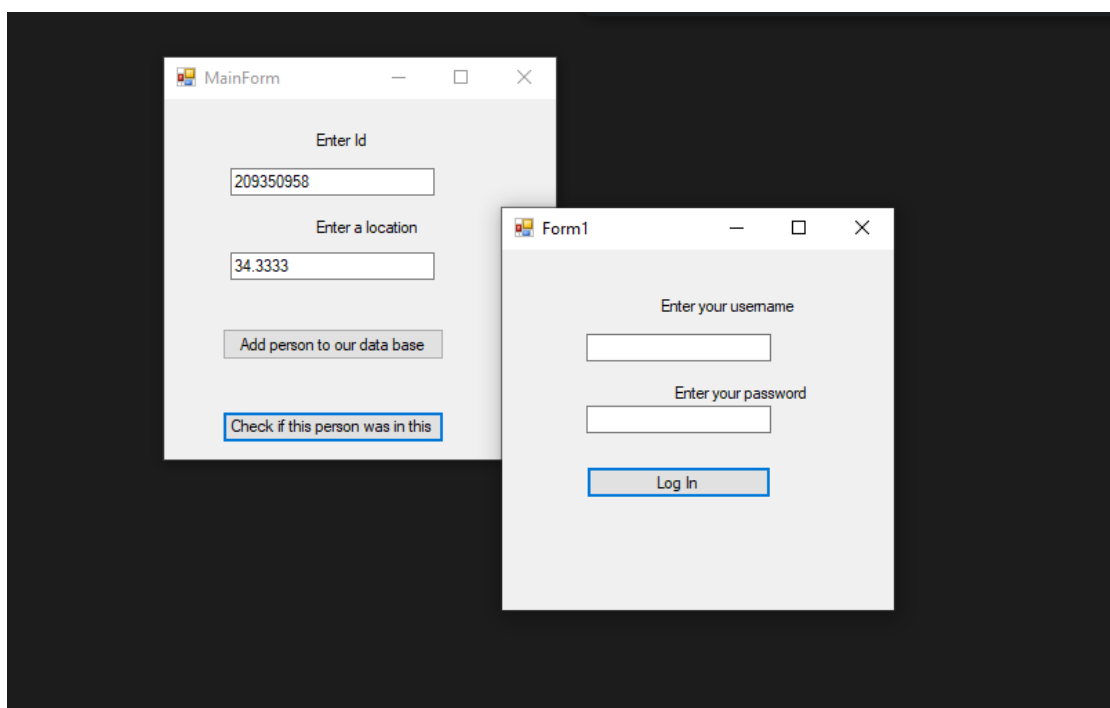 MainForm
Enter Id
209350958
Enter a location
34.3333
Add person to our data base
Check if this person was in this
Form1
Enter your username
Enter your password
Log In